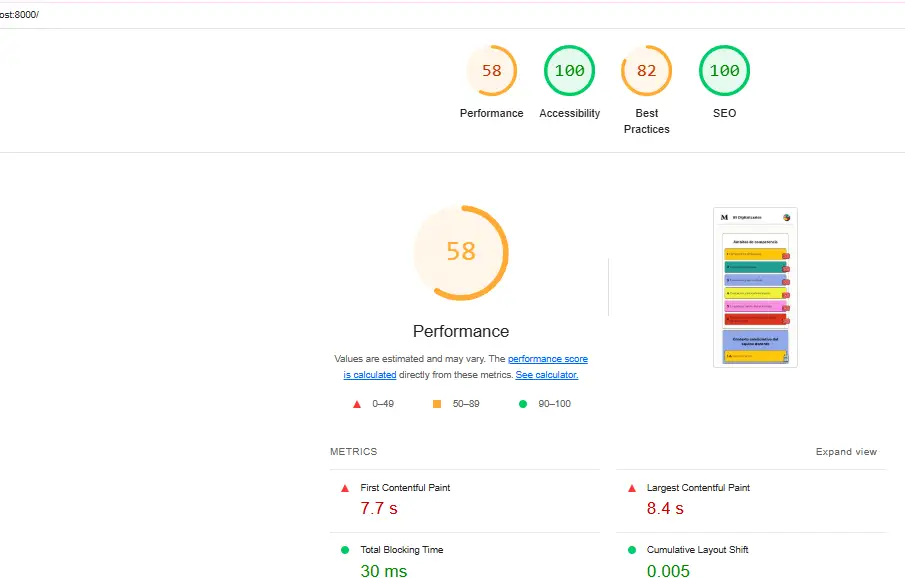 ost:8000/
58
100
82
100
Performance
Accessibility
Best
Practices
SEO
58
Performance
Values are estimated and may vary. The performance score
is calculated directly from these metrics. See calculator.
0–49
50–89
90–100
METRICS
Expand view
First Contentful Paint
7.7 s
Largest Contentful Paint
8.4 s
Total Blocking Time
30 ms
Cumulative Layout Shift
0.005